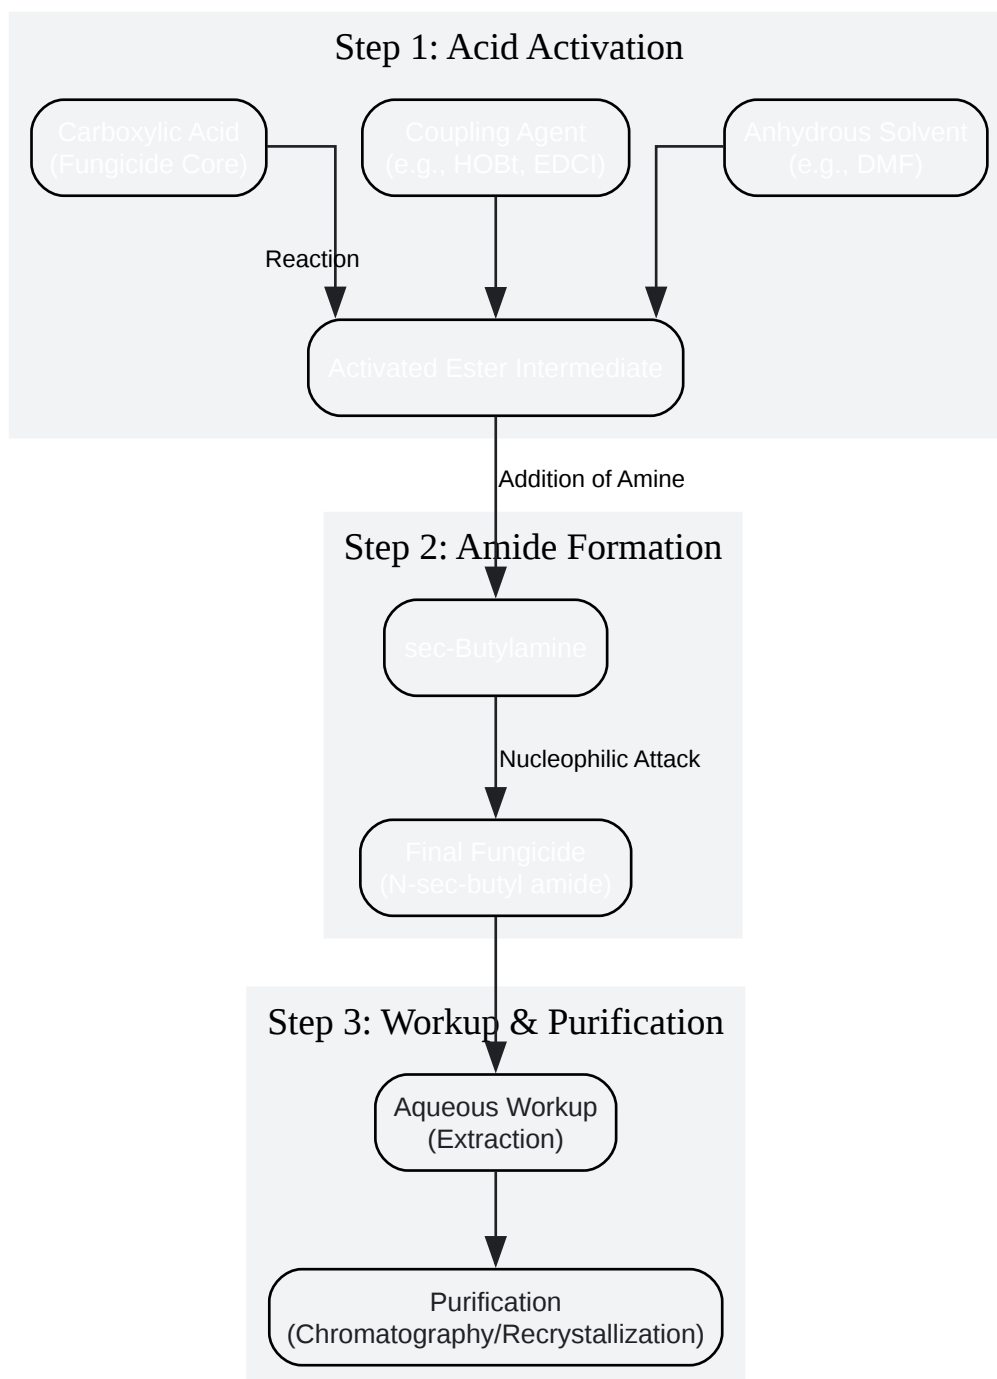 Step 1: Acid Activation
Carboxylic Acid
(Fungicide Core)
Coupling Agent
(e.g., HOBt, EDCI)
Anhydrous Solvent
(e.g., DMF)
Reaction
Activated Ester Intermediate
Addition of Amine
Step 2: Amide Formation
sec-Butylamine
Nucleophilic Attack
Final Fungicide
(N-sec-butyl amide)
Step 3: Workup & Purification
Aqueous Workup
(Extraction)
Purification
(Chromatography/Recrystallization)